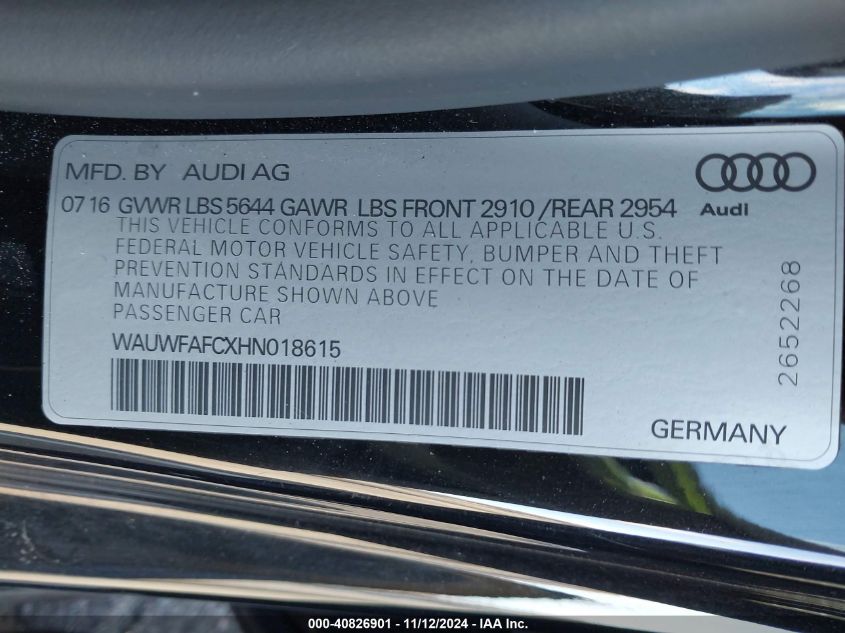 MFD. BY AUDI AG
Audi
07 16 GVWR LBS 5644 GAWR LBS FRONT 2910 / REAR 2954
THIS VEHICLE CONFORMS TO ALL APPLICABLE U.S.
FEDERAL MOTOR VEHICLE SAFETY, BUMPER AND THEFT
PREVENTION STANDARDS IN EFFECT ON THE DATE OF
MANUFACTURE SHOWN ABOVE
PASSENGER CAR
WAUWFAFCXHN018615
2652268
GERMANY
000-40826901 - 11/12/2024 - IAA Inc.